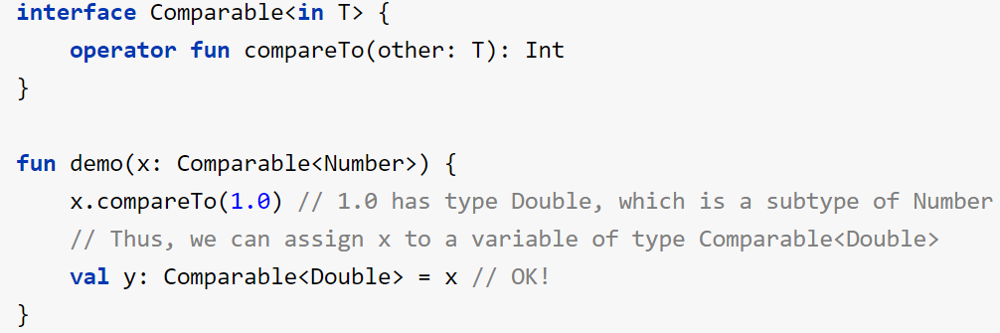 interface Comparable<in T> {
    operator fun compareTo(other: T): Int
}

fun demo(x: Comparable<Number>) {
    x.compareTo(1.0) // 1.0 has type Double, which is a subtype of Number
    // Thus, we can assign x to a variable of type Comparable<Double>
    val y: Comparable<Double> = x // OK!
}